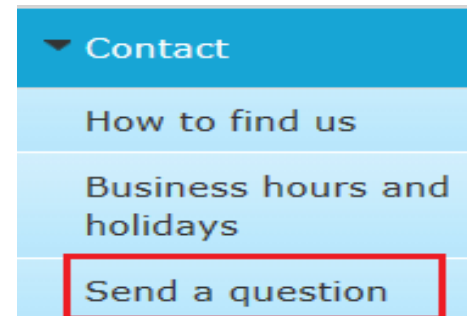 Contact
How to find us
Business hours and
holidays
Send a question